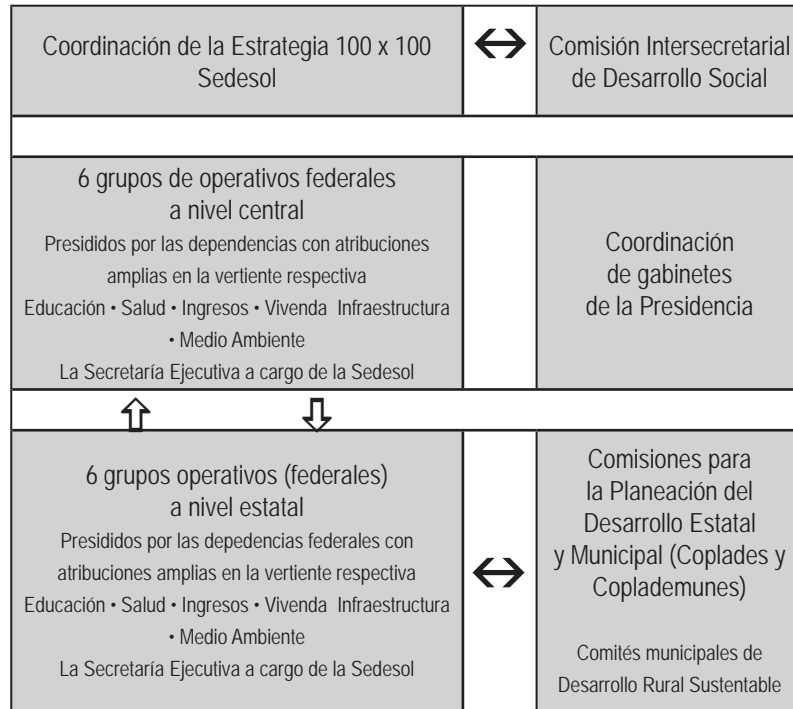 Coordinación de la Estrategia 100 x 100
Sedesol
Comisión Intersecretarial
de Desarrollo Social
6 grupos de operativos federales
a nivel central
Presididos por las dependencias con atribuciones
amplias en la vertiente respectiva
Educación • Salud • Ingresos • Vivenda Infraestructura
• Medio Ambiente
La Secretaría Ejecutiva a cargo de la Sedesol
Coordinación
de gabinetes
de la Presidencia
6 grupos operativos (federales)
a nivel estatal
Presididos por las depedencias federales con
atribuciones amplias en la vertiente respectiva
Educación • Salud • Ingresos • Vivenda Infraestructura
• Medio Ambiente
La Secretaría Ejecutiva a cargo de la Sedesol
Comisiones para
la Planeación del
Desarrollo Estatal
y Municipal (Coplades y
Coplademunes)
Comités municipales de
Desarrollo Rural Sustentable